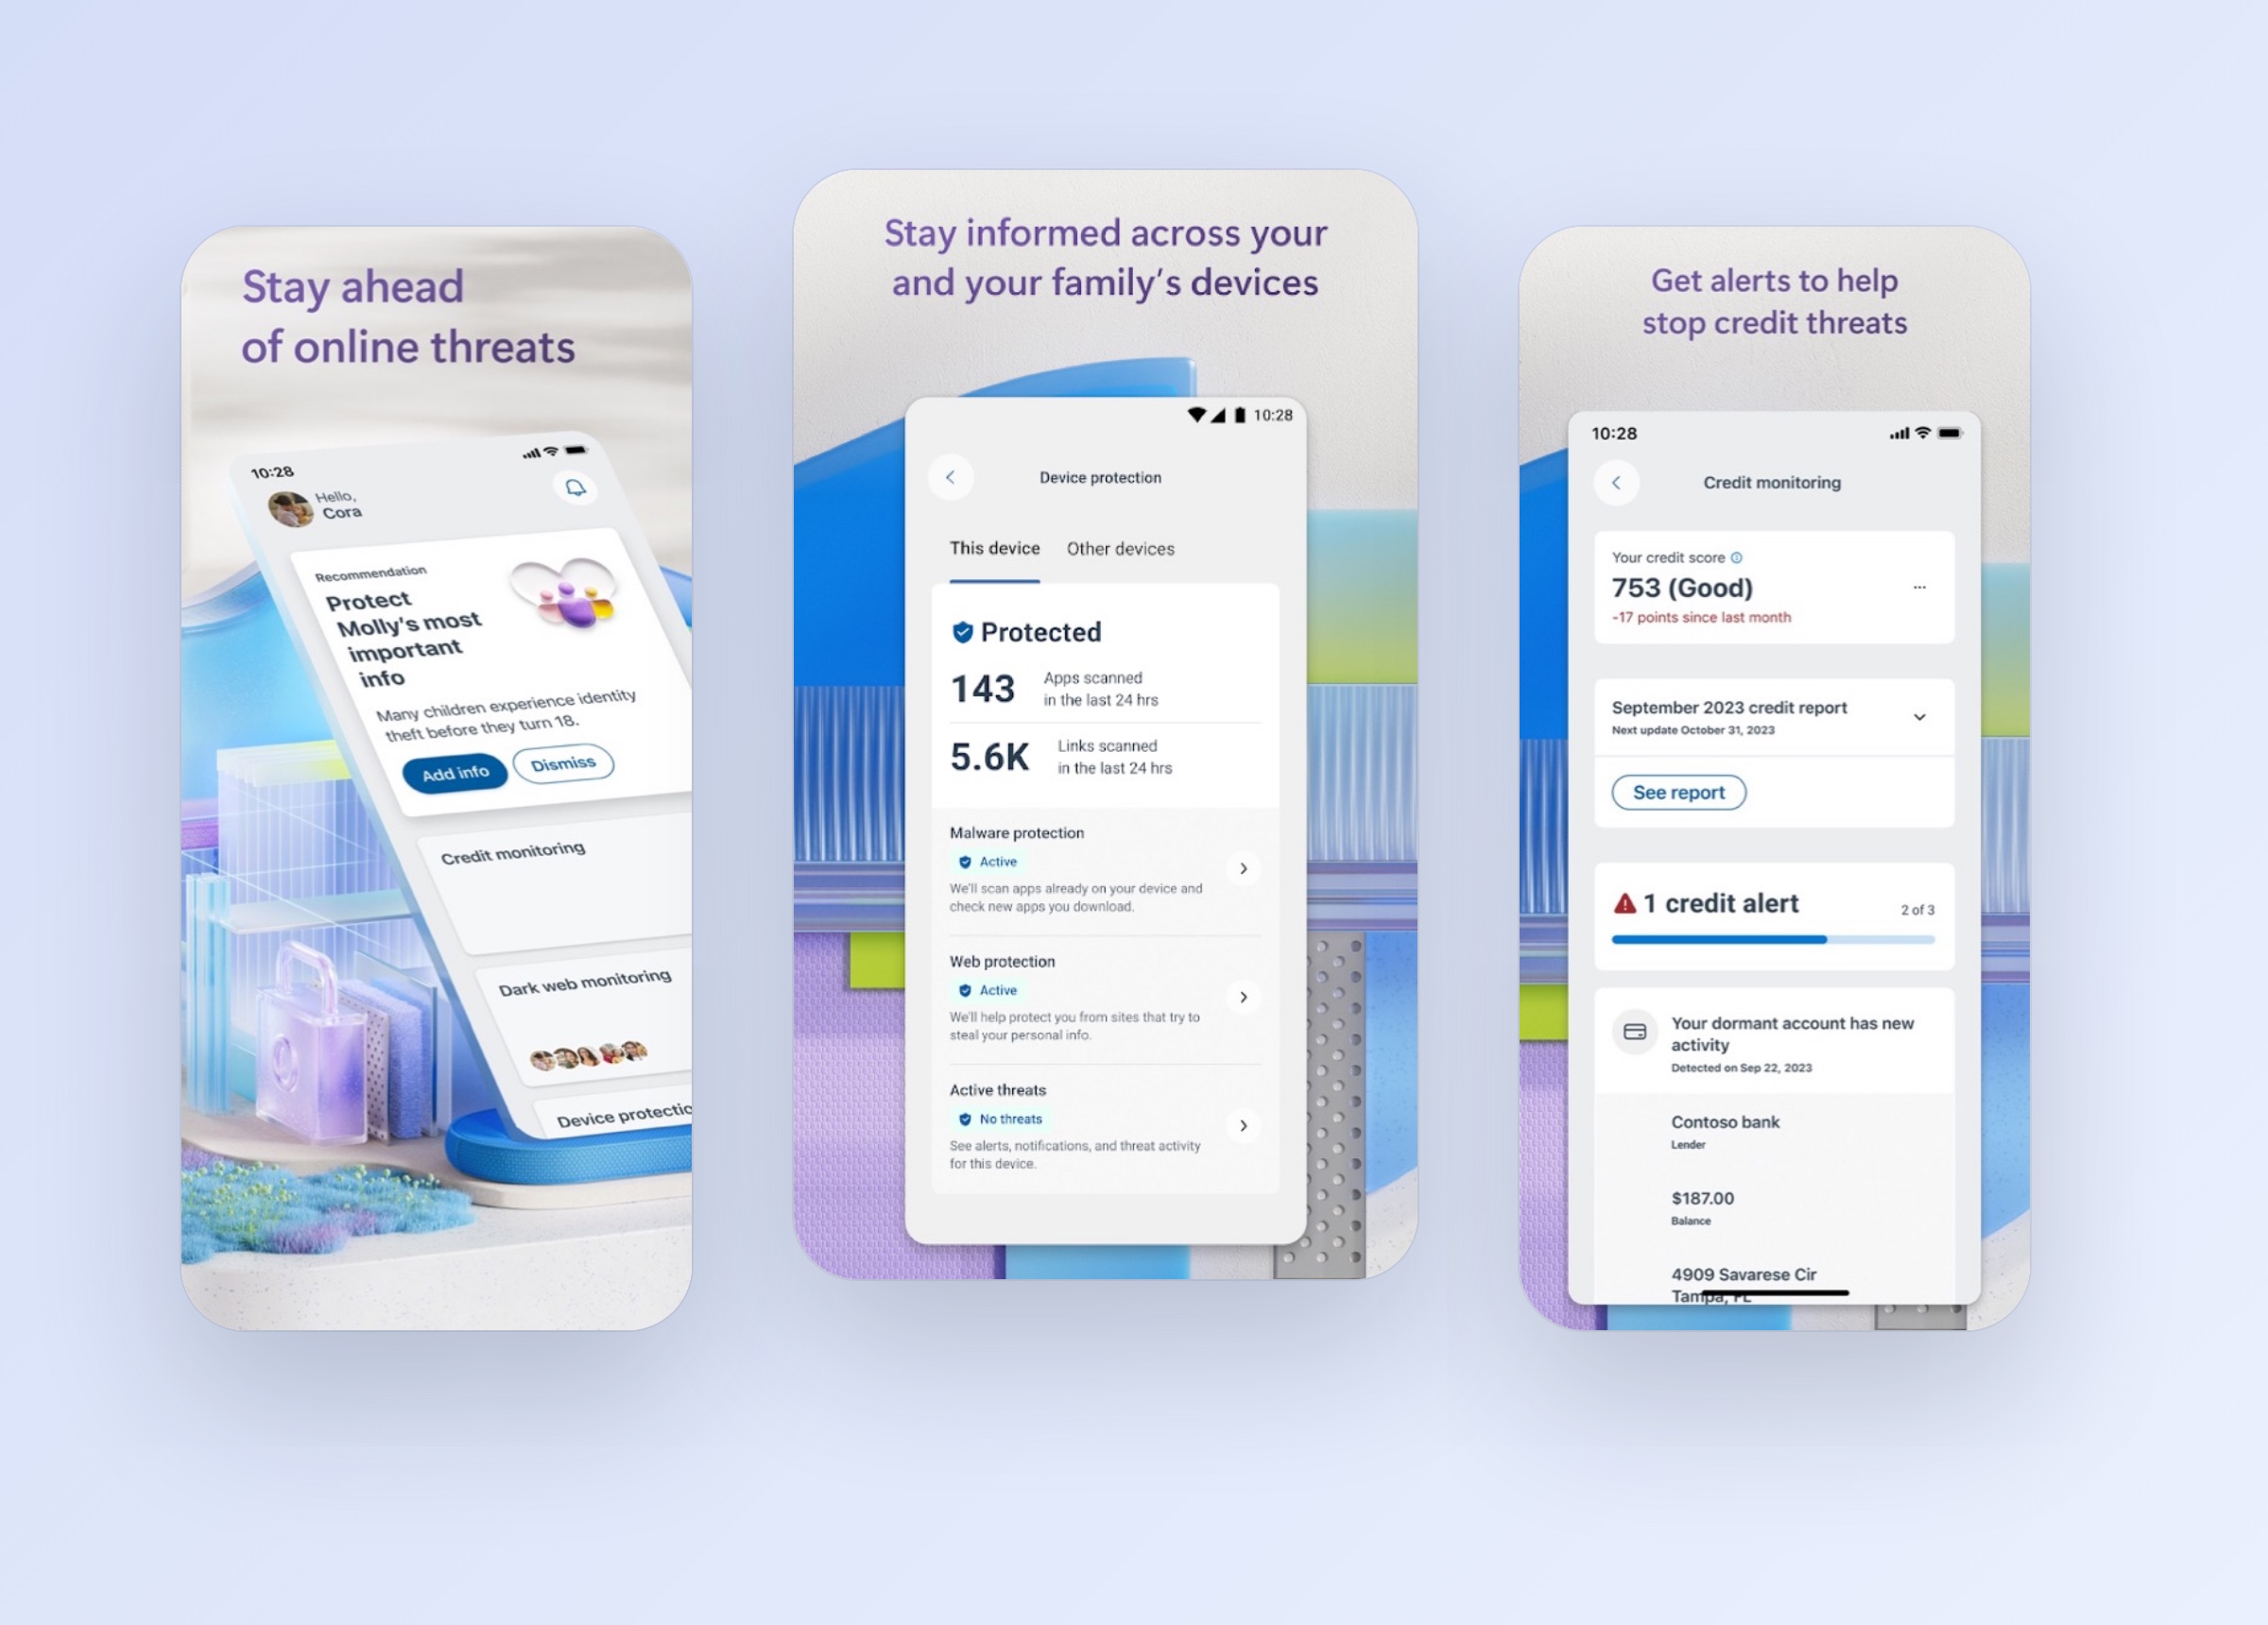 Stay ahead
of online threats
10:28
Hello,
Cora
Recommendation
Protect
Molly's most
important
info
Many children experience identity
theft before they turn 18.
Add info
Dismiss
Credit monitoring
Dark web monitoring
Device protectio
Stay informed across your
and your family's devices
10:28
Device protection
This device
Other devices
Protected
143
Apps scanned
in the last 24 hrs
5.6K
Links scanned
in the last 24 hrs
Malware protection
Active
We'll scan apps already on your device and
check new apps you download.
Web protection
Active
We'll help protect you from sites that try to
steal your personal info.
Active threats
No threats
See alerts, notifications, and threat activity
for this device.
Get alerts to help
stop credit threats
10:28
Credit monitoring
Your credit score
753 (Good)
-17 points since last month
September 2023 credit report
Next update October 31, 2023
See report
1 credit alert
2 of 3
Your dormant account has new
activity
Detected on Sep 22, 2023
Contoso bank
Lender
$187.00
Balance
4909 Savarese Cir
Tampa, FL